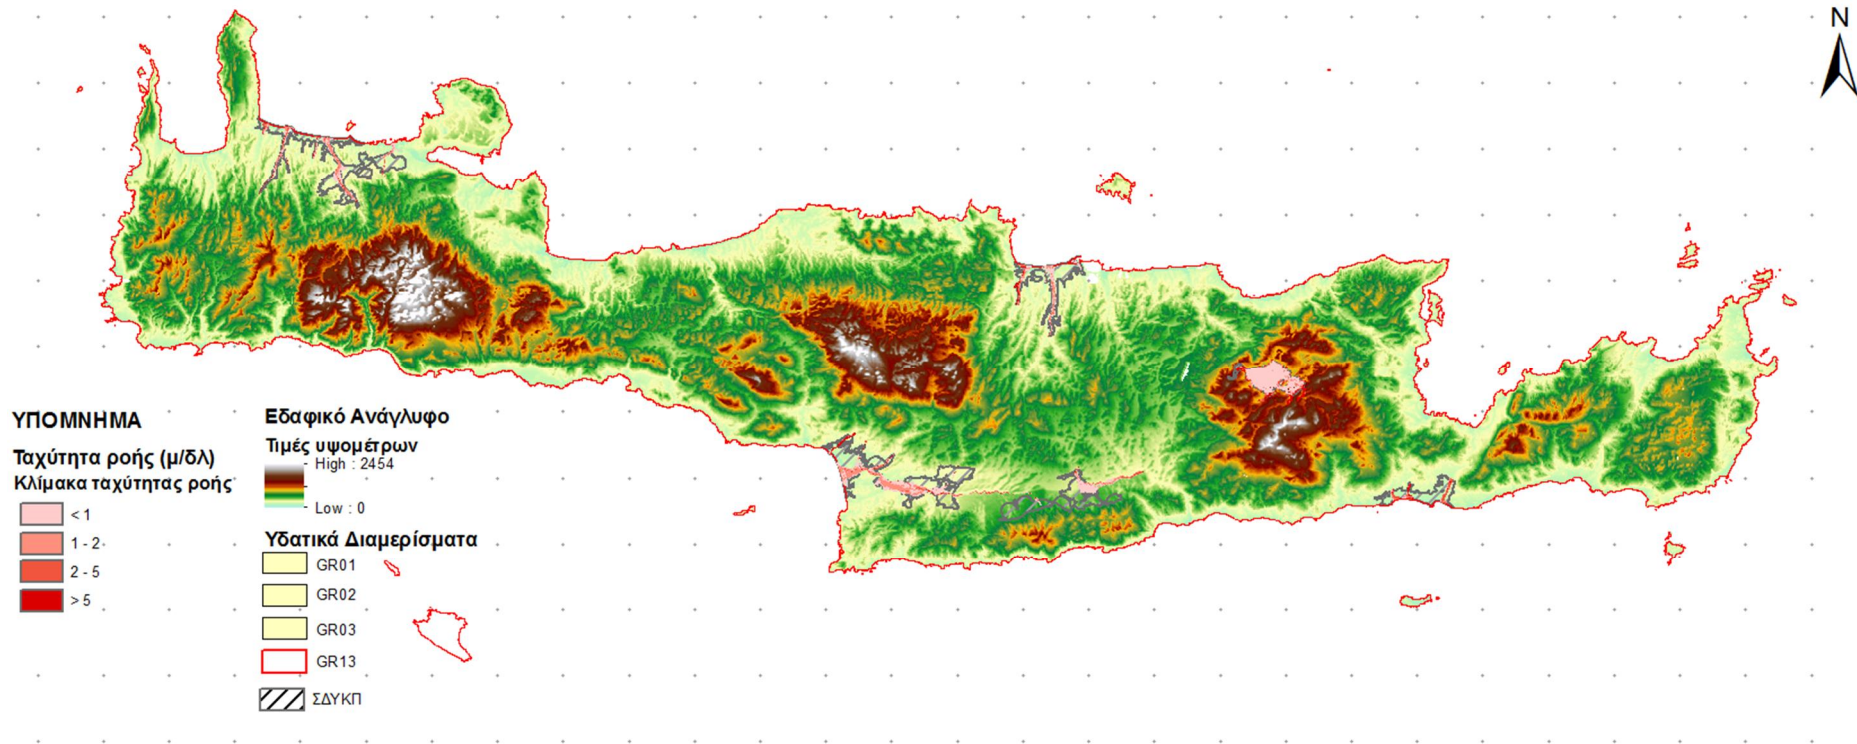 N
ΥΠΟΜΝΗΜΑ
Ταχύτητα ροής (μ/δλ)
Κλίμακα ταχύτητας ροής
< 1
1 - 2
2 - 5
> 5
Εδαφικό Ανάγλυφο
Τιμές υψομέτρων
High : 2454
Low : 0
Υδατικά Διαμερίσματα
GR01
GR02
GR03
GR13
ΣΔΥΚΠ